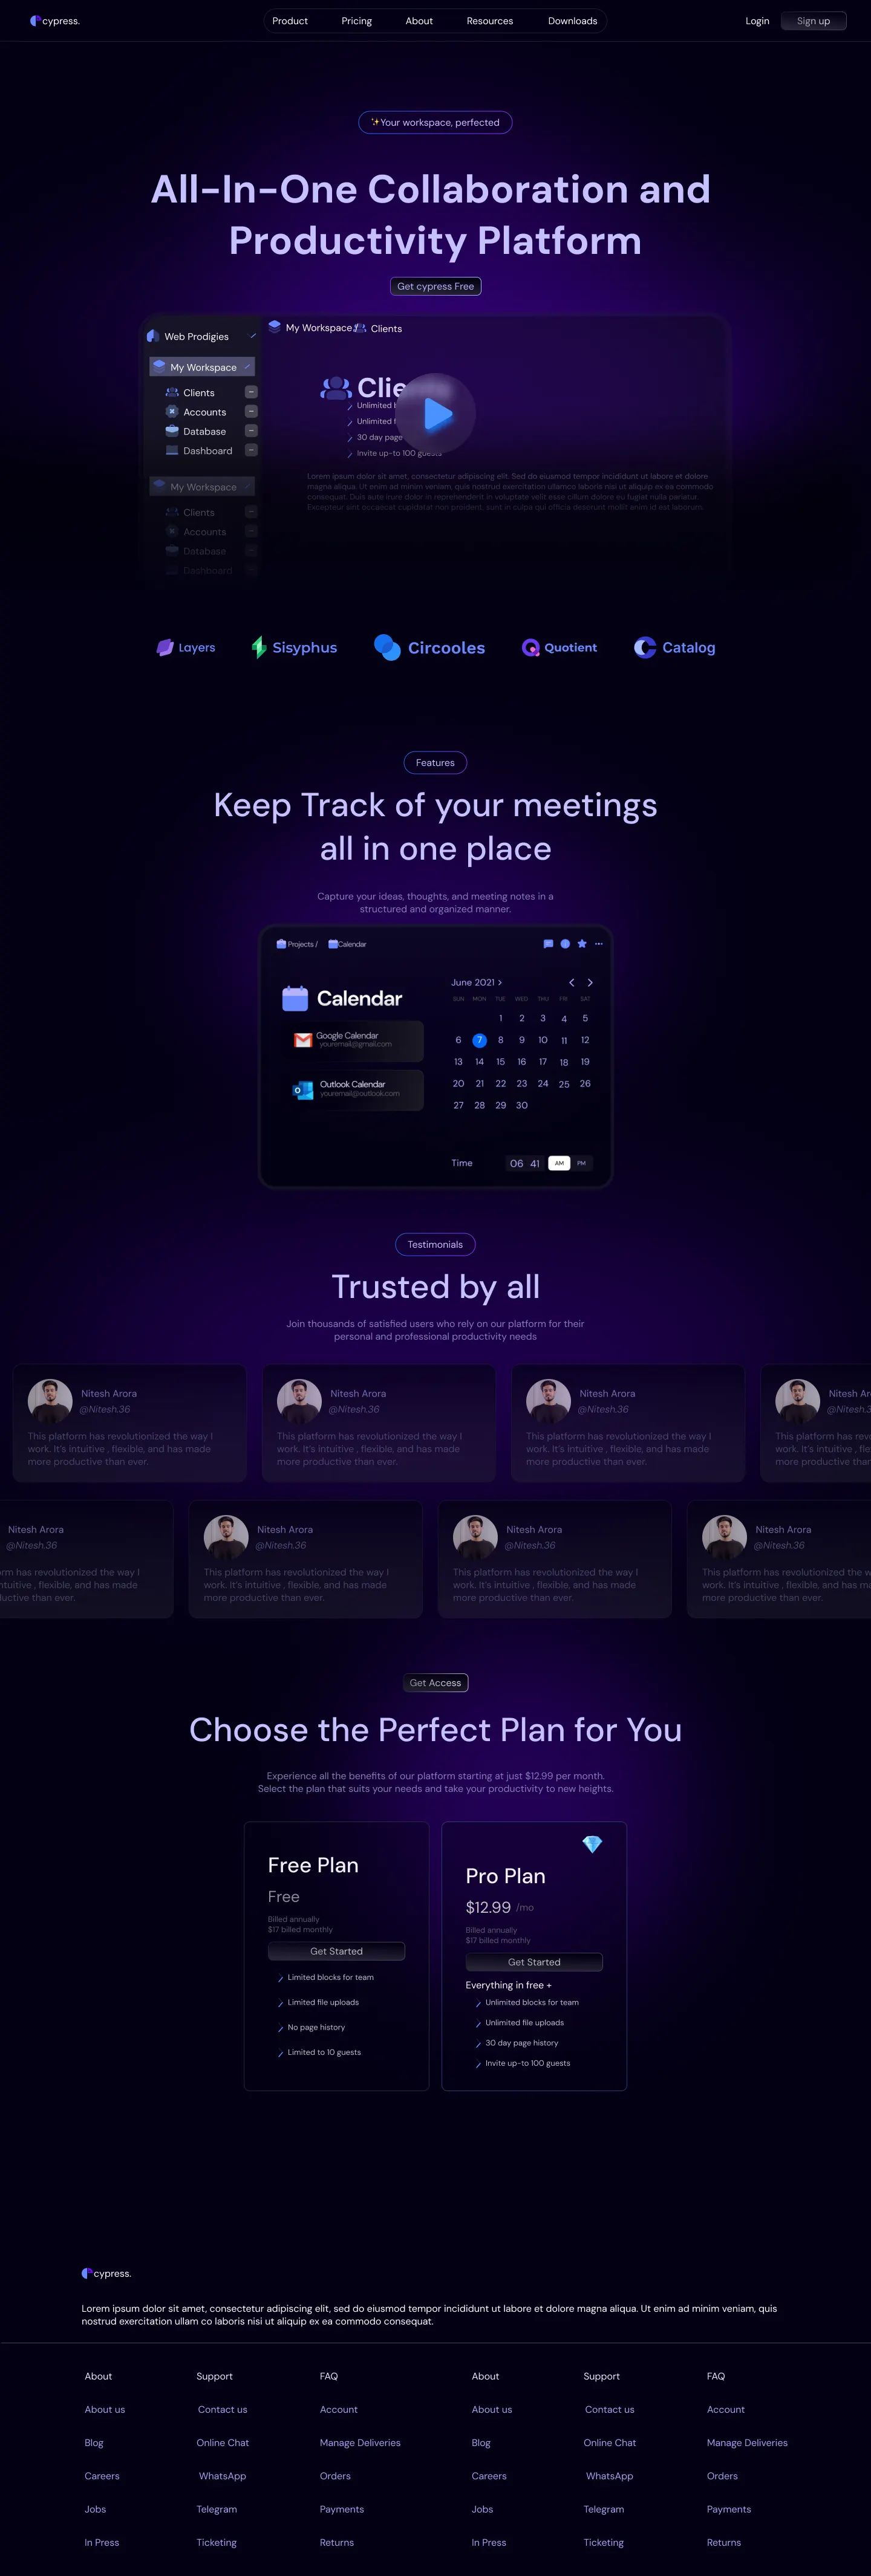 cypress.
Product Pricing About Resources Downloads
Login Sign up
✨Your workspace, perfected
All-In-One Collaboration and
Productivity Platform
Get cypress Free
Web Prodigies
My Workspace
Clients
Accounts
Database
Dashboard
My Workspace
Clients
Accounts
Database
Dashboard
My Workspace/ Clients
Clie
Unlimited
Unlimited
30 day page
Invite up-to 100 guests
Lorem ipsum dolor sit amet, consectetur adipiscing elit. Sed do eiusmod tempor incididunt ut labore et dolore
magna aliqua. Ut enim ad minim veniam, quis nostrud exercitation ullamco laboris nisi ut aliquip ex ea commodo
consequat. Duis aute irure dolor in reprehenderit in voluptate velit esse cillum dolore eu fugiat nulla pariatur.
Excepteur sint occaecat cupidatat non proident, sunt in culpa qui officia deserunt mollit anim id est laborum.
Layers Sisyphus Circooles Quotient Catalog
Features
Keep Track of your meetings
all in one place
Capture your ideas, thoughts, and meeting notes in a
structured and organized manner.
Projects / Calendar
Calendar
Google Calendar
youremail@gmail.com
Outlook Calendar
youremail@outlook.com
June 2021 >
SUN MON TUE WED THU FRI SAT
1 2 3 4 5
6 7 8 9 10 11 12
13 14 15 16 17 18 19
20 21 22 23 24 25 26
27 28 29 30
Time 06 41 AM PM
Testimonials
Trusted by all
Join thousands of satisfied users who rely on our platform for their
personal and professional productivity needs
Nitesh Arora
@Nitesh.36
This platform has revolutionized the way I
work. It's intuitive , flexible, and has made
more productive than ever.
Nitesh Arora
@Nitesh.36
This platform has revolutionized the way I
work. It's intuitive , flexible, and has made
more productive than ever.
Nitesh Arora
@Nitesh.36
This platform has revolutionized the way I
work. It's intuitive , flexible, and has made
more productive than ever.
Nitesh Ar
@Nitesh.3
This platform has rev
work. It's intuitive , fle
more productive than
Nitesh Arora
@Nitesh.36
rm has revolutionized the way I
ntuitive , flexible, and has made
uctive than ever.
Nitesh Arora
@Nitesh.36
This platform has revolutionized the way I
work. It's intuitive , flexible, and has made
more productive than ever.
Nitesh Arora
@Nitesh.36
This platform has revolutionized the way I
work. It's intuitive , flexible, and has made
more productive than ever.
Nitesh Arora
@Nitesh.36
This platform has revolutionized the wa
work. It's intuitive , flexible, and has ma
more productive than ever.
Get Access
Choose the Perfect Plan for You
Experience all the benefits of our platform starting at just $12.99 per month.
Select the plan that suits your needs and take your productivity to new heights.
Free Plan
Free
Billed annually
$17 billed monthly
Get Started
Limited blocks for team
Limited file uploads
No page history
Limited to 10 guests
Pro Plan
$12.99 /mo
Billed annually
$17 billed monthly
Get Started
Everything in free +
Unlimited blocks for team
Unlimited file uploads
30 day page history
Invite up-to 100 guests
cypress.
Lorem ipsum dolor sit amet, consectetur adipiscing elit, sed do eiusmod tempor incididunt ut labore et dolore magna aliqua. Ut enim ad minim veniam, quis
nostrud exercitation ullam co laboris nisi ut aliquip ex ea commodo consequat.
About Support FAQ About Support FAQ
About us Contact us Account About us Contact us Account
Blog Online Chat Manage Deliveries Blog Online Chat Manage Deliveries
Careers WhatsApp Orders Careers WhatsApp Orders
Jobs Telegram Payments Jobs Telegram Payments
In Press Ticketing Returns In Press Ticketing Returns